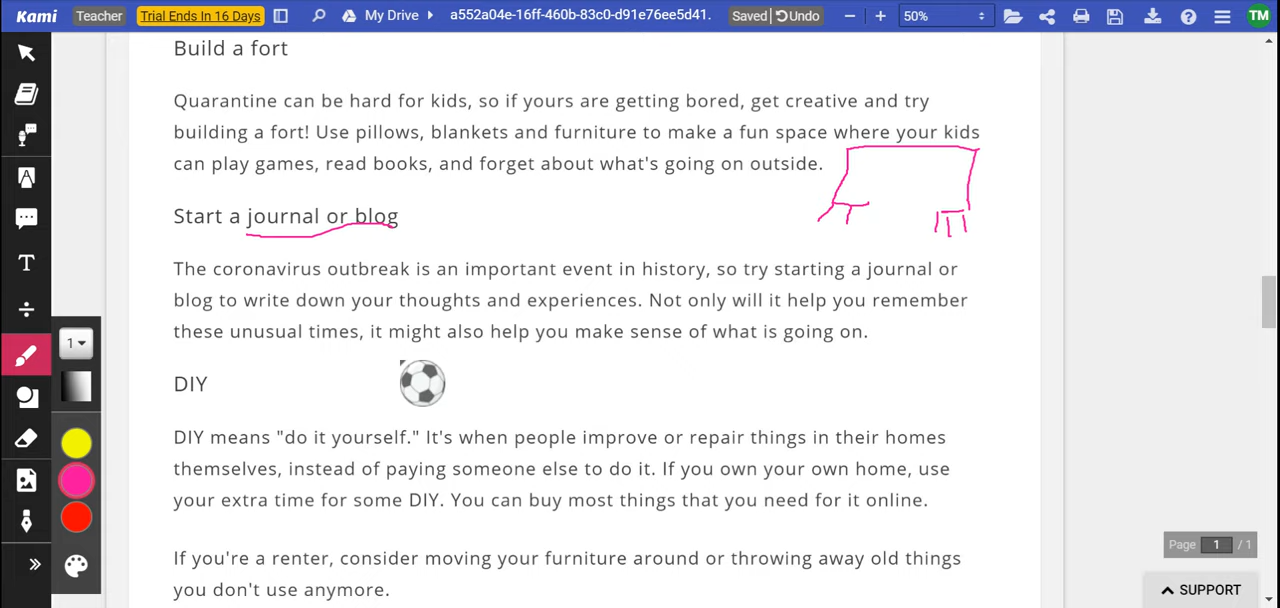 Kami
Teacher
Trial Ends In 16 Days
My Drive
a552a04e-16ff-460b-83c0-d91e76ee5d41.
Saved
Undo
50%
TM
Build a fort
Quarantine can be hard for kids, so if yours are getting bored, get creative and try
building a fort! Use pillows, blankets and furniture to make a fun space where your kids
can play games, read books, and forget about what's going on outside.
Start a journal or blog
The coronavirus outbreak is an important event in history, so try starting a journal or
blog to write down your thoughts and experiences. Not only will it help you remember
these unusual times, it might also help you make sense of what is going on.
1
DIY
DIY means "do it yourself." It's when people improve or repair things in their homes
themselves, instead of paying someone else to do it. If you own your own home, use
your extra time for some DIY. You can buy most things that you need for it online.
Page 1 / 1
If you're a renter, consider moving your furniture around or throwing away old things
you don't use anymore.
SUPPORT